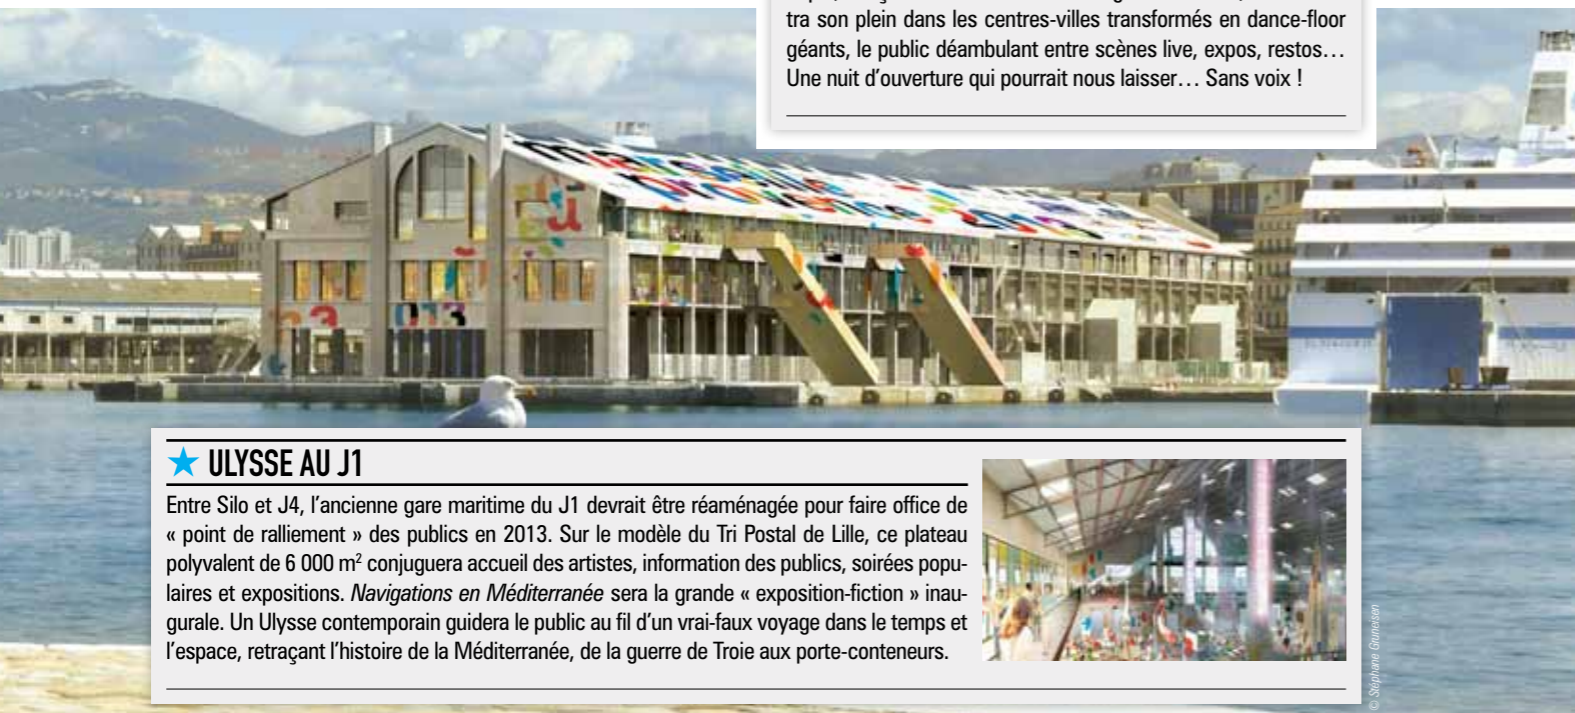 tra son plein dans les centres-villes transformés en dance-floor
géants, le public déambulant entre scènes live, expos, restos…
Une nuit d’ouverture qui pourrait nous laisser… Sans voix !
marseille
provence 2013
013
★ ULYSSE AU J1
Entre Silo et J4, l’ancienne gare maritime du J1 devrait être réaménagée pour faire office de
« point de ralliement » des publics en 2013. Sur le modèle du Tri Postal de Lille, ce plateau
polyvalent de 6 000 m² conjuguera accueil des artistes, information des publics, soirées popu-
laires et expositions. Navigations en Méditerranée sera la grande « exposition-fiction » inau-
gurale. Un Ulysse contemporain guidera le public au fil d’un vrai-faux voyage dans le temps et
l’espace, retraçant l’histoire de la Méditerranée, de la guerre de Troie aux porte-conteneurs.
© Stéphane Gruneisen